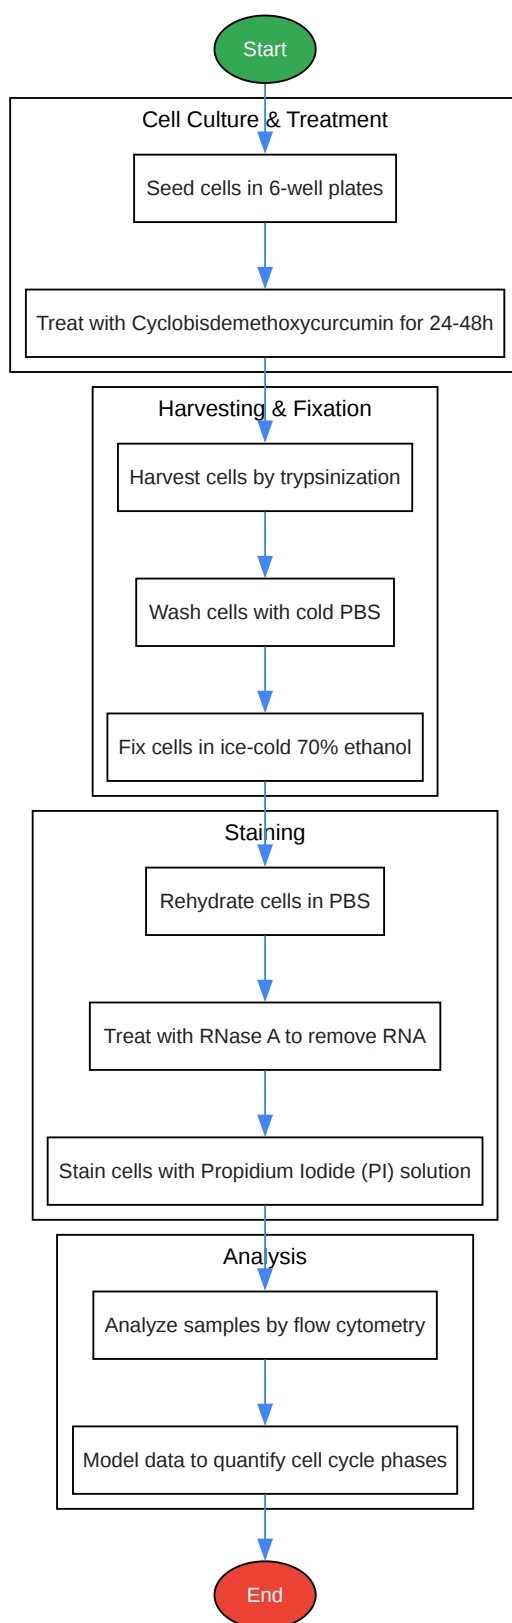 Start
Cell Culture & Treatment
Seed cells in 6-well plates
Treat with Cyclobisdemethoxycurcumin for 24-48h
Harvesting & Fixation
Harvest cells by trypsinization
Wash cells with cold PBS
Fix cells in ice-cold 70% ethanol
Staining
Rehydrate cells in PBS
Treat with RNase A to remove RNA
Stain cells with Propidium Iodide (PI) solution
Analysis
Analyze samples by flow cytometry
Model data to quantify cell cycle phases
End